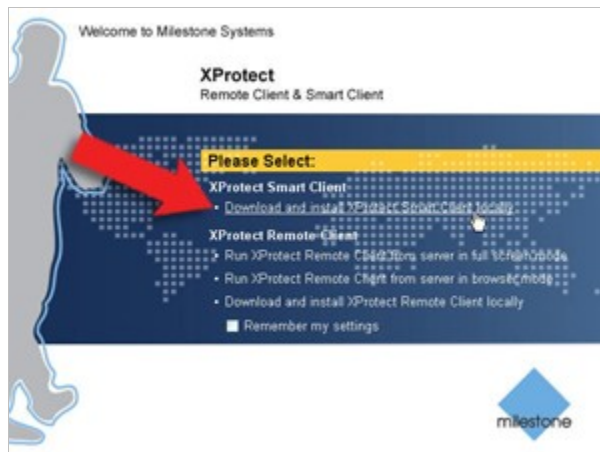 Welcome to Milestone Systems
XProtect
Remote Client & Smart Client
Please Select:
XProtect Smart Client
• Download and install XProtect Smart Client locally
XProtect Remote Client
• Run XProtect Remote Client from server in full screen mode
• Run XProtect Remote Client from server in browser mode
• Download and install XProtect Remote Client locally
Remember my settings
milestone